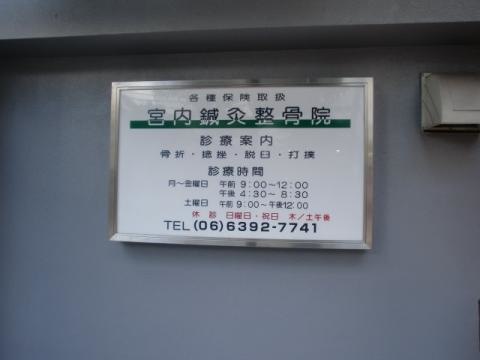 各種保険取扱
宮内鍼灸整骨院
診療案内
骨折・捻挫・脱臼・打撲
診療時間
月〜金曜日 午前 9:00〜12:00
午後 4:30〜8:30
土曜日 午前 9:00〜午後12:00
休診 日曜日・祝日 木/土午後
TEL (06)6392-7741